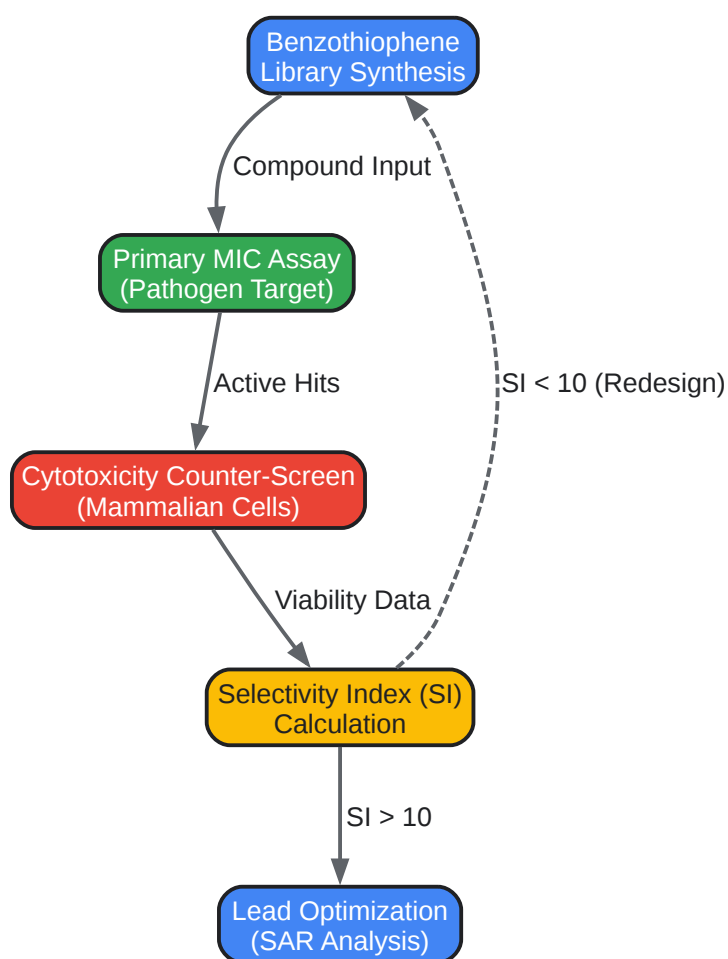 Benzothiophene
Library Synthesis
Compound Input
Primary MIC Assay
(Pathogen Target)
Active Hits
SI < 10 (Redesign)
Cytotoxicity Counter-Screen
(Mammalian Cells)
Viability Data
Selectivity Index (SI)
Calculation
SI > 10
Lead Optimization
(SAR Analysis)